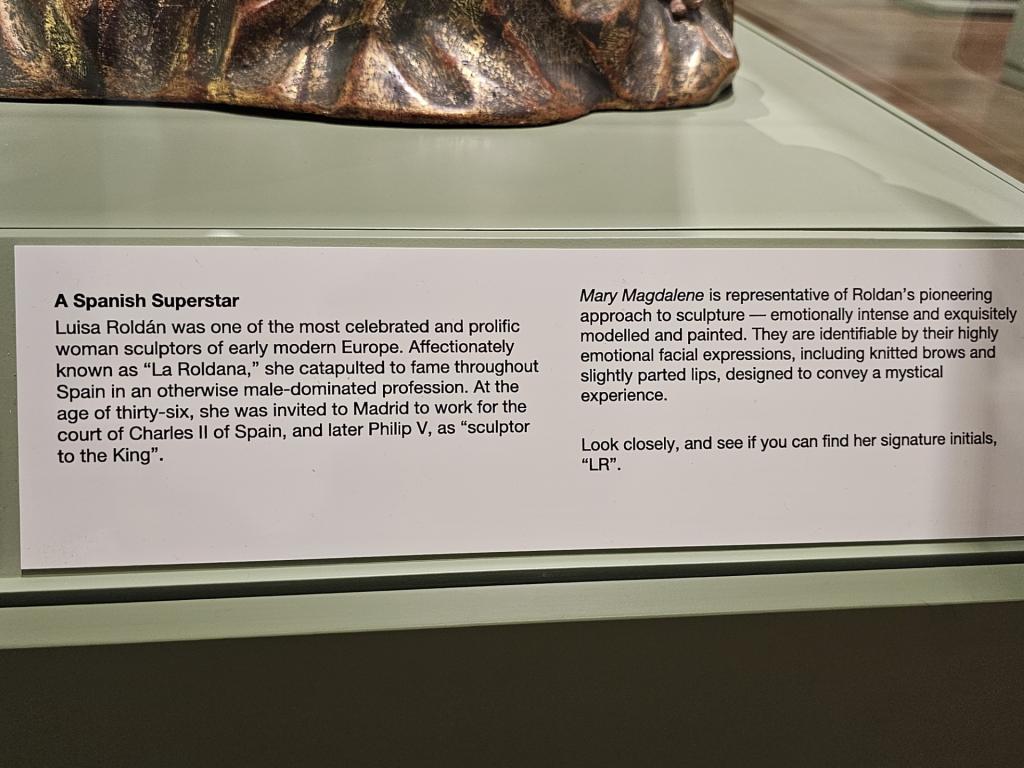 A Spanish Superstar
Luisa Roldán was one of the most celebrated and prolific
woman sculptors of early modern Europe. Affectionately
known as “La Roldana,” she catapulted to fame throughout
Spain in an otherwise male-dominated profession. At the
age of thirty-six, she was invited to Madrid to work for the
court of Charles II of Spain, and later Philip V, as “sculptor
to the King”.
Mary Magdalene is representative of Roldan’s pioneering
approach to sculpture — emotionally intense and exquisitely
modelled and painted. They are identifiable by their highly
emotional facial expressions, including knitted brows and
slightly parted lips, designed to convey a mystical
experience.
Look closely, and see if you can find her signature initials,
“LR”.